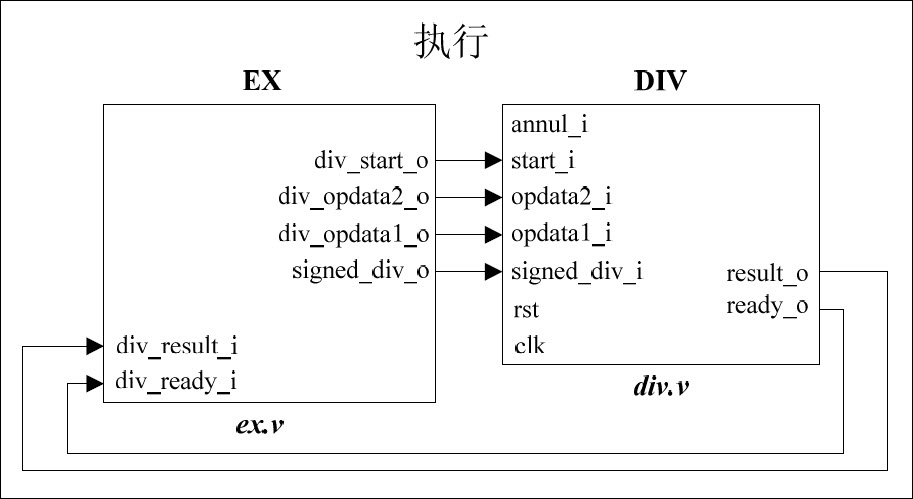 执行
EX
DIV
div_start_o
div_opdata2_o
div_opdata1_o
signed_div_o
div_result_i
div_ready_i
ex.v
annul_i
start_i
opdata2_i
opdata1_i
signed_div_i
rst
clk
result_o
ready_o
div.v